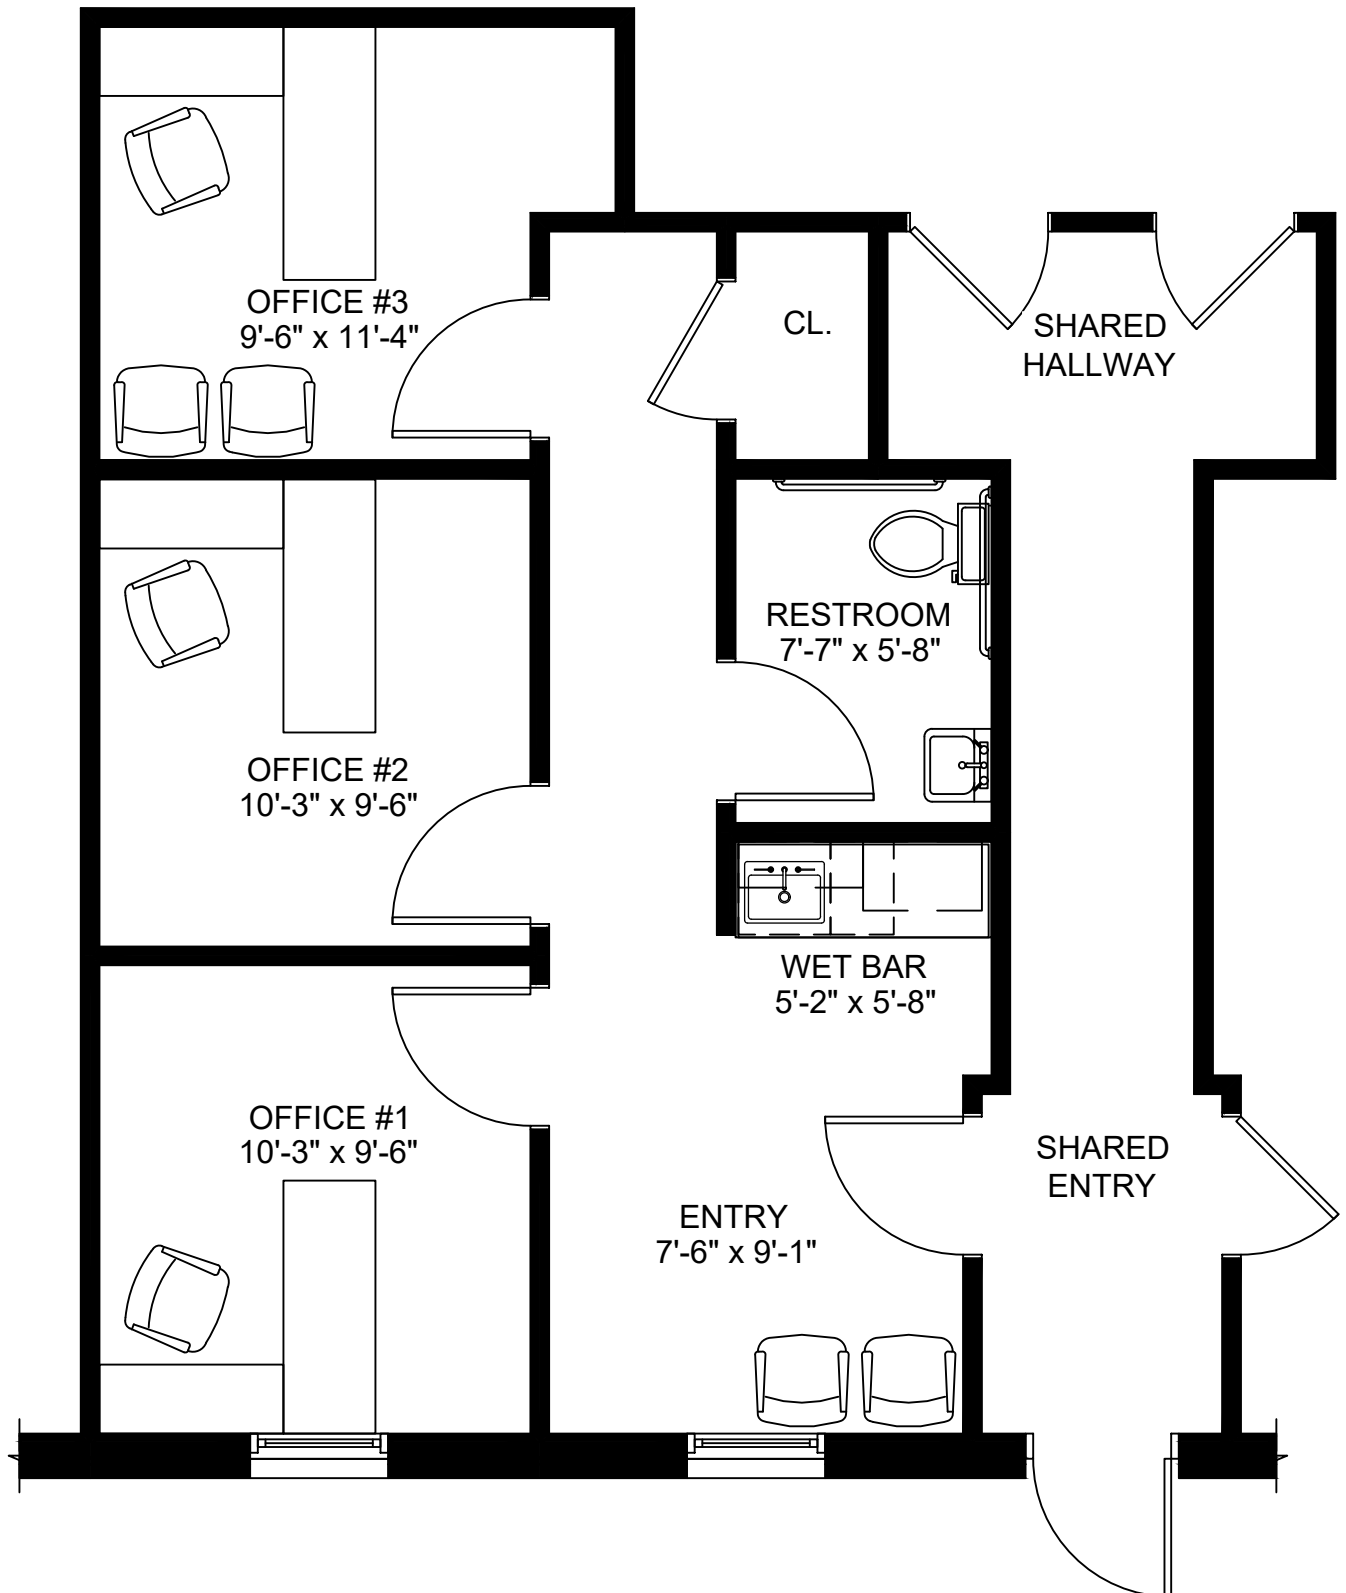 OFFICE #3
9'-6" x 11'-4"
CL.
SHARED
HALLWAY
RESTROOM
7'-7" x 5'-8"
OFFICE #2
10'-3" x 9'-6"
WET BAR
5'-2" x 5'-8"
OFFICE #1
10'-3" x 9'-6"
SHARED
ENTRY
ENTRY
7'-6" x 9'-1"